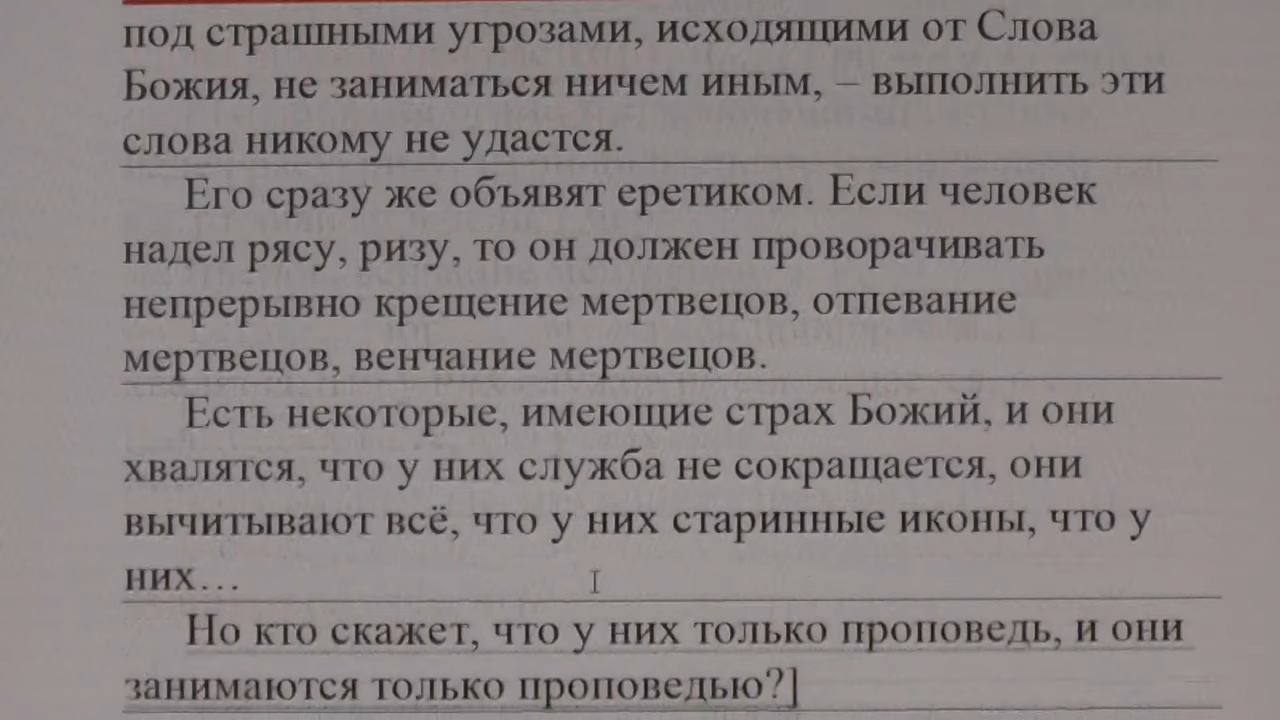 под страшными угрозами, исходящими от Слова
Божия, не заниматься ничем иным, – выполнить эти
слова никому не удастся.
Его сразу же объявят еретиком. Если человек
надел рясу, ризу, то он должен проворачивать
непрерывно крещение мертвецов, отпевание
мертвецов, венчание мертвецов.
Есть некоторые, имеющие страх Божий, и они
хвалятся, что у них служба не сокращается, они
вычитывают всё, что у них старинные иконы, что у
них…
Но кто скажет, что у них только проповедь, и они
занимаются только проповедью?]